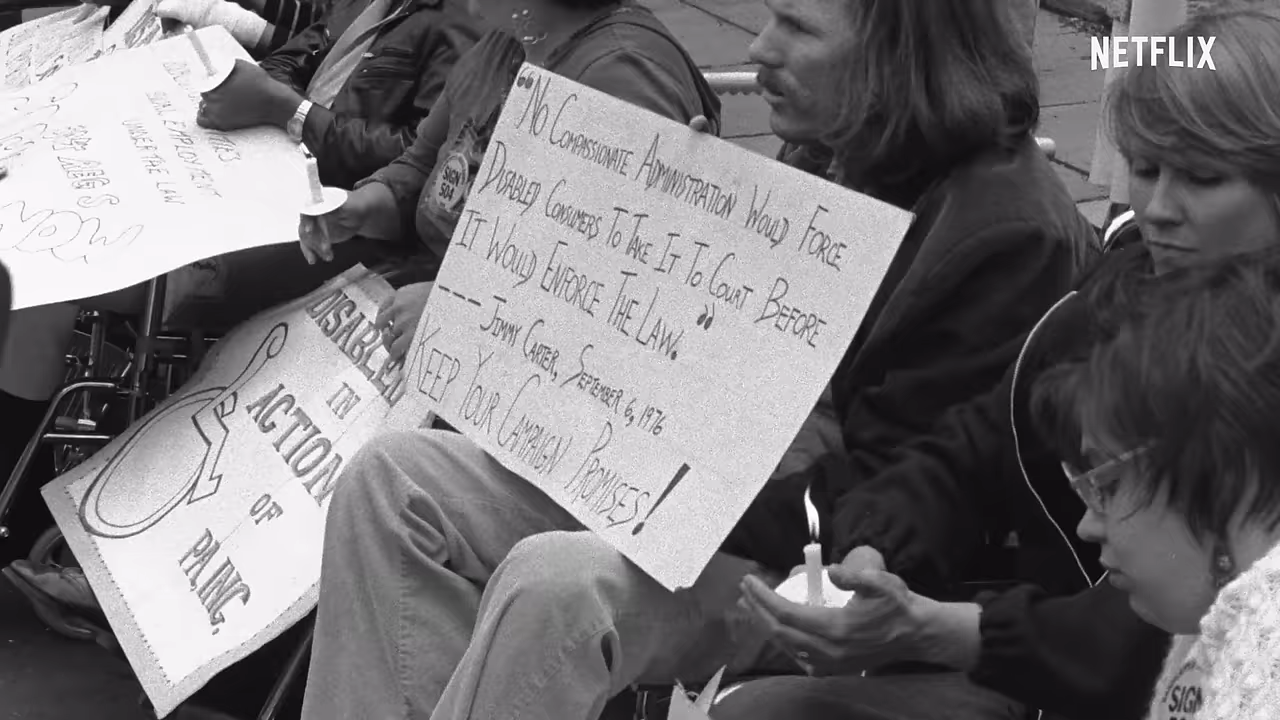 NETFLIX
“No Compassionate Administration Would Force
Disabled Consumers To Take It To Court Before
It Would Enforce The Law.”
--- Jimmy Carter, September 6, 1976
Keep Your Campaign Promises!
DISABLED
IN
ACTION
OF
PA, INC.
EMPLOYMENT
UNDER THE LAW
SIGN
504
SIGN